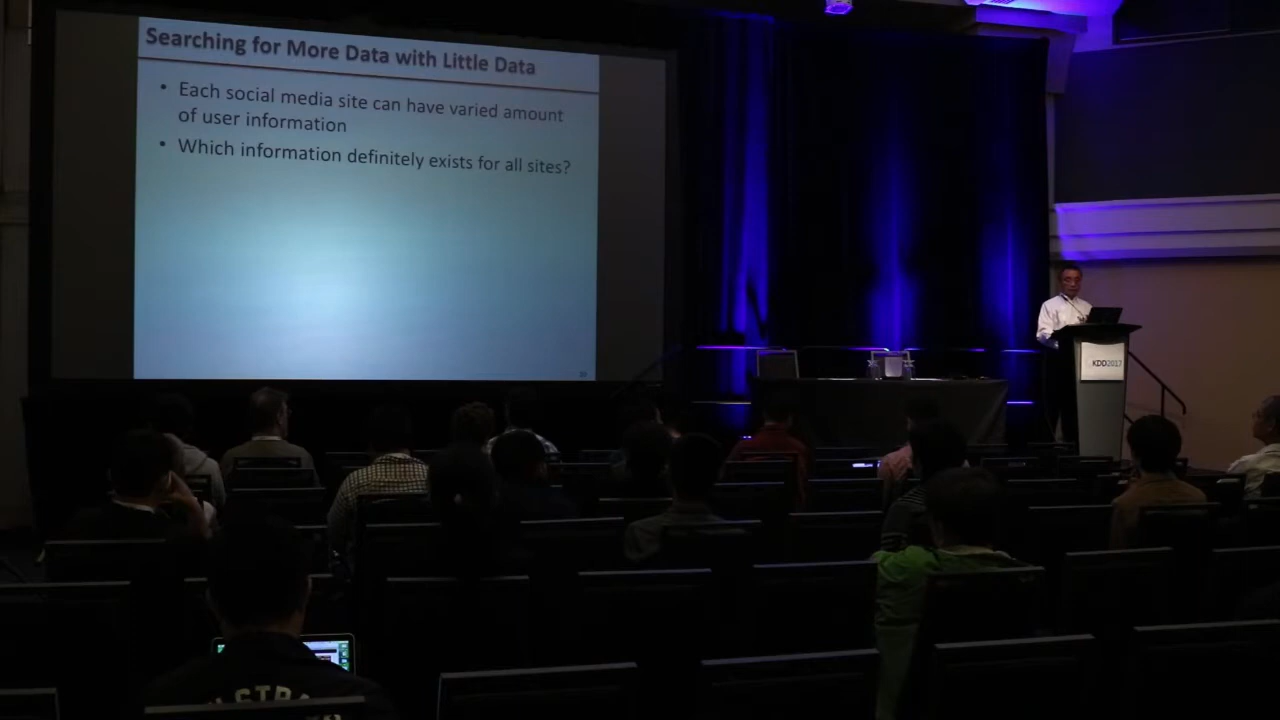 Searching for More Data with Little Data
• Each social media site can have varied amount
of user information
• Which information definitely exists for all sites?
KDD2017